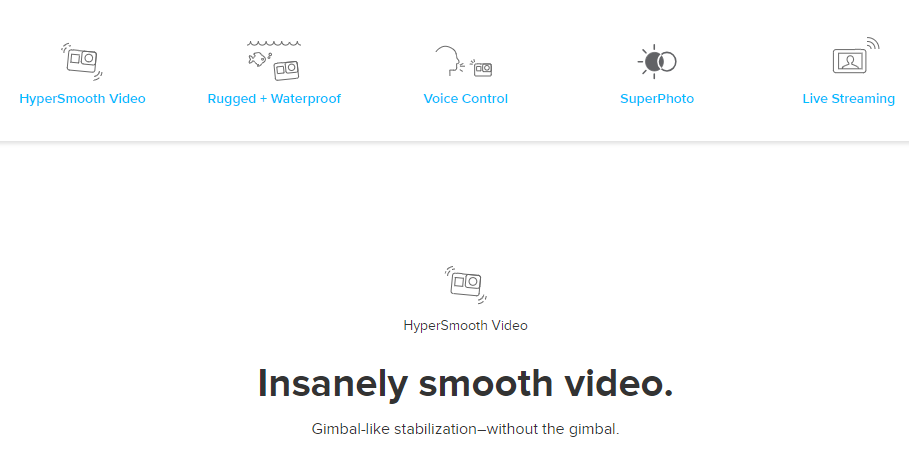 HyperSmooth Video
Rugged + Waterproof
Voice Control
SuperPhoto
Live Streaming
HyperSmooth Video
Insanely smooth video.
Gimbal-like stabilization–without the gimbal.